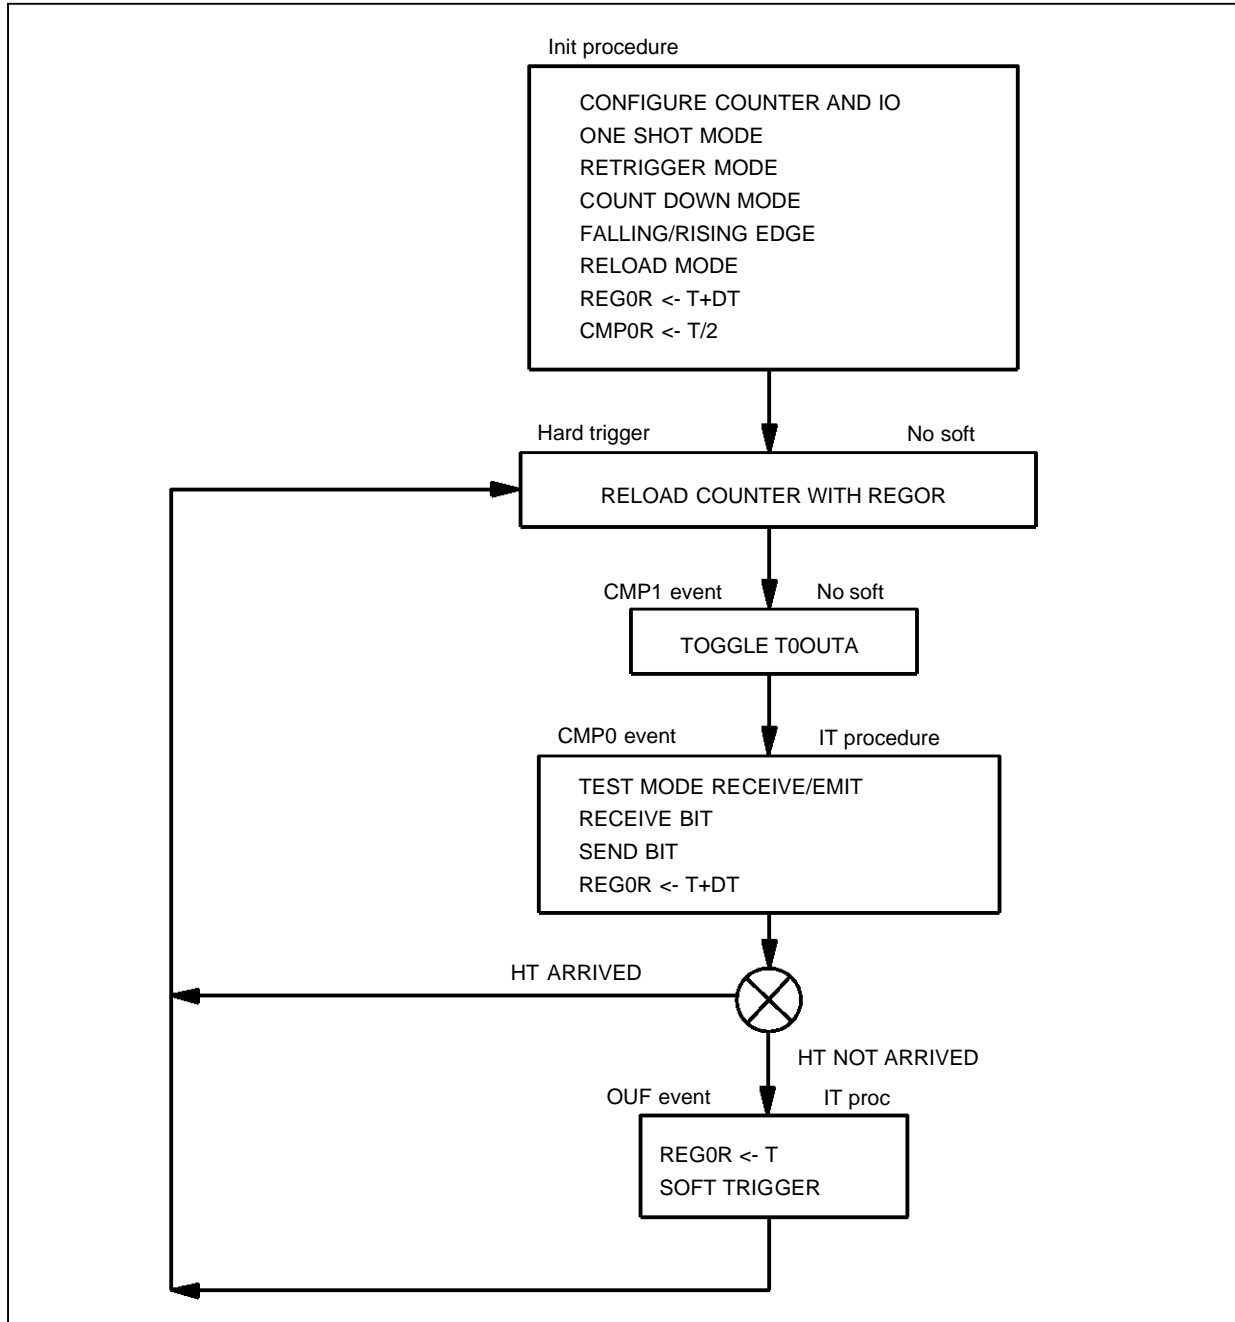 Init procedure
CONFIGURE COUNTER AND IO
ONE SHOT MODE
RETRIGGER MODE
COUNT DOWN MODE
FALLING/RISING EDGE
RELOAD MODE
REG0R <- T+DT
CMP0R <- T/2
Hard trigger No soft
RELOAD COUNTER WITH REGOR
CMP1 event No soft
TOGGLE T0OUTA
CMP0 event IT procedure
TEST MODE RECEIVE/EMIT
RECEIVE BIT
SEND BIT
REG0R <- T+DT
HT ARRIVED
HT NOT ARRIVED
OUF event IT proc
REG0R <- T
SOFT TRIGGER